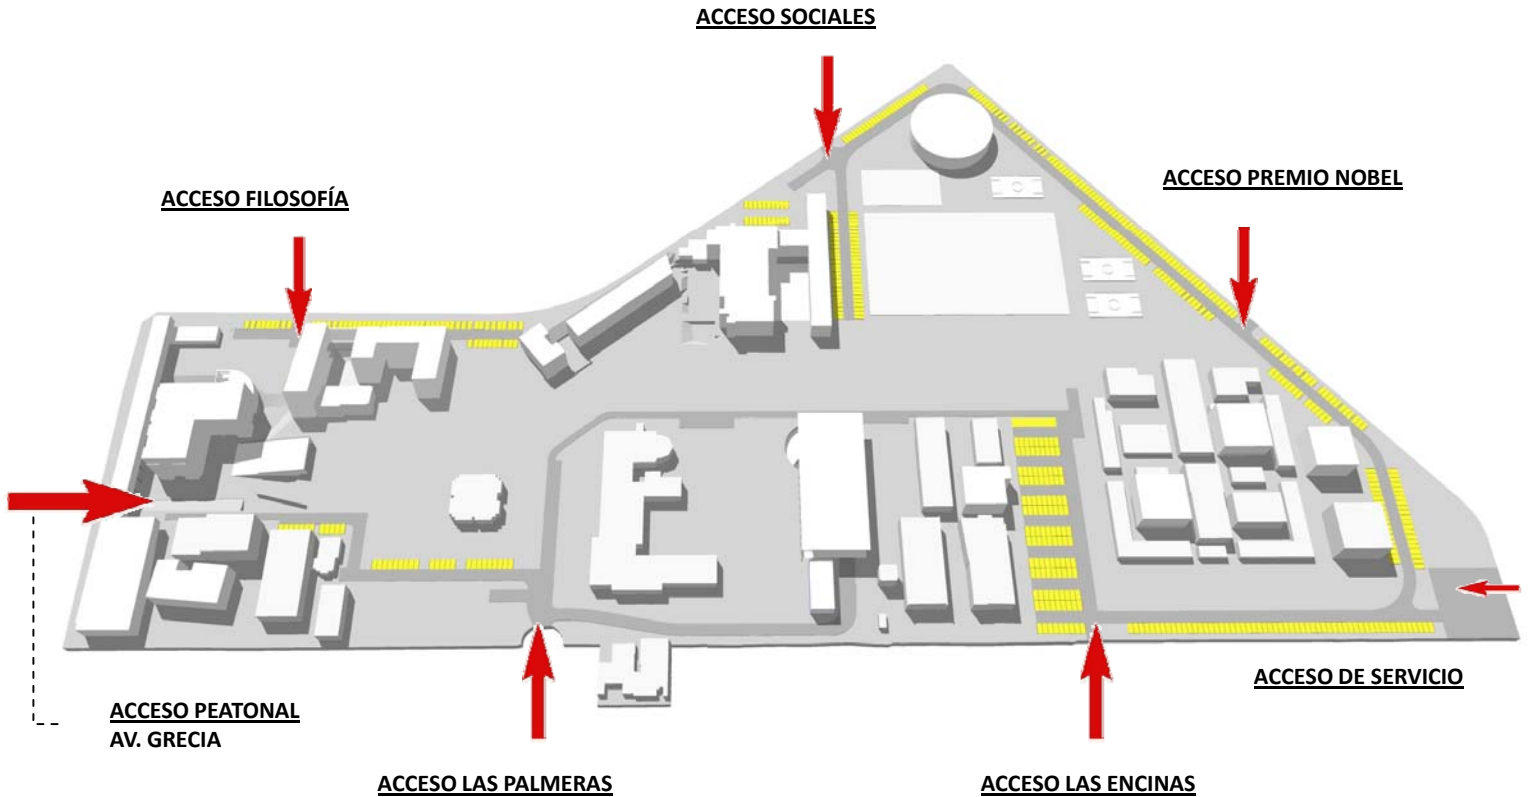 ACCESO SOCIALES
ACCESO PREMIO NOBEL
ACCESO FILOSOFÍA
ACCESO DE SERVICIO
ACCESO PEATONAL
AV. GRECIA
ACCESO LAS PALMERAS
ACCESO LAS ENCINAS